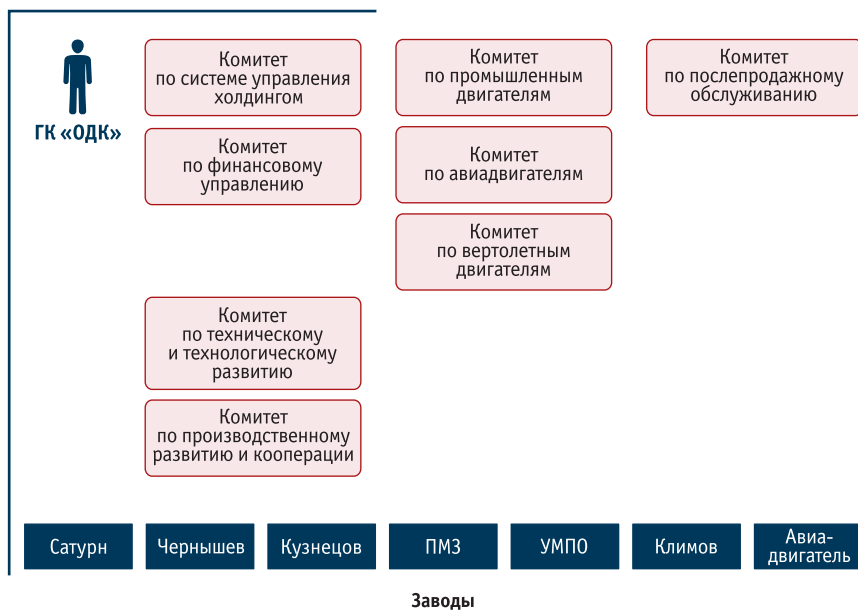 ГК «ОДК»
Комитет
по системе управления
холдингом
Комитет
по финансовому
управлению
Комитет
по техническому
и технологическому
развитию
Комитет
по производственному
развитию и кооперации
Комитет
по промышленным
двигателям
Комитет
по авиадвигателям
Комитет
по вертолетным
двигателям
Комитет
по послепродажному
обслуживанию
Сатурн
Чернышев
Кузнецов
ПМЗ
УМПО
Климов
Авиа-
двигатель
Заводы